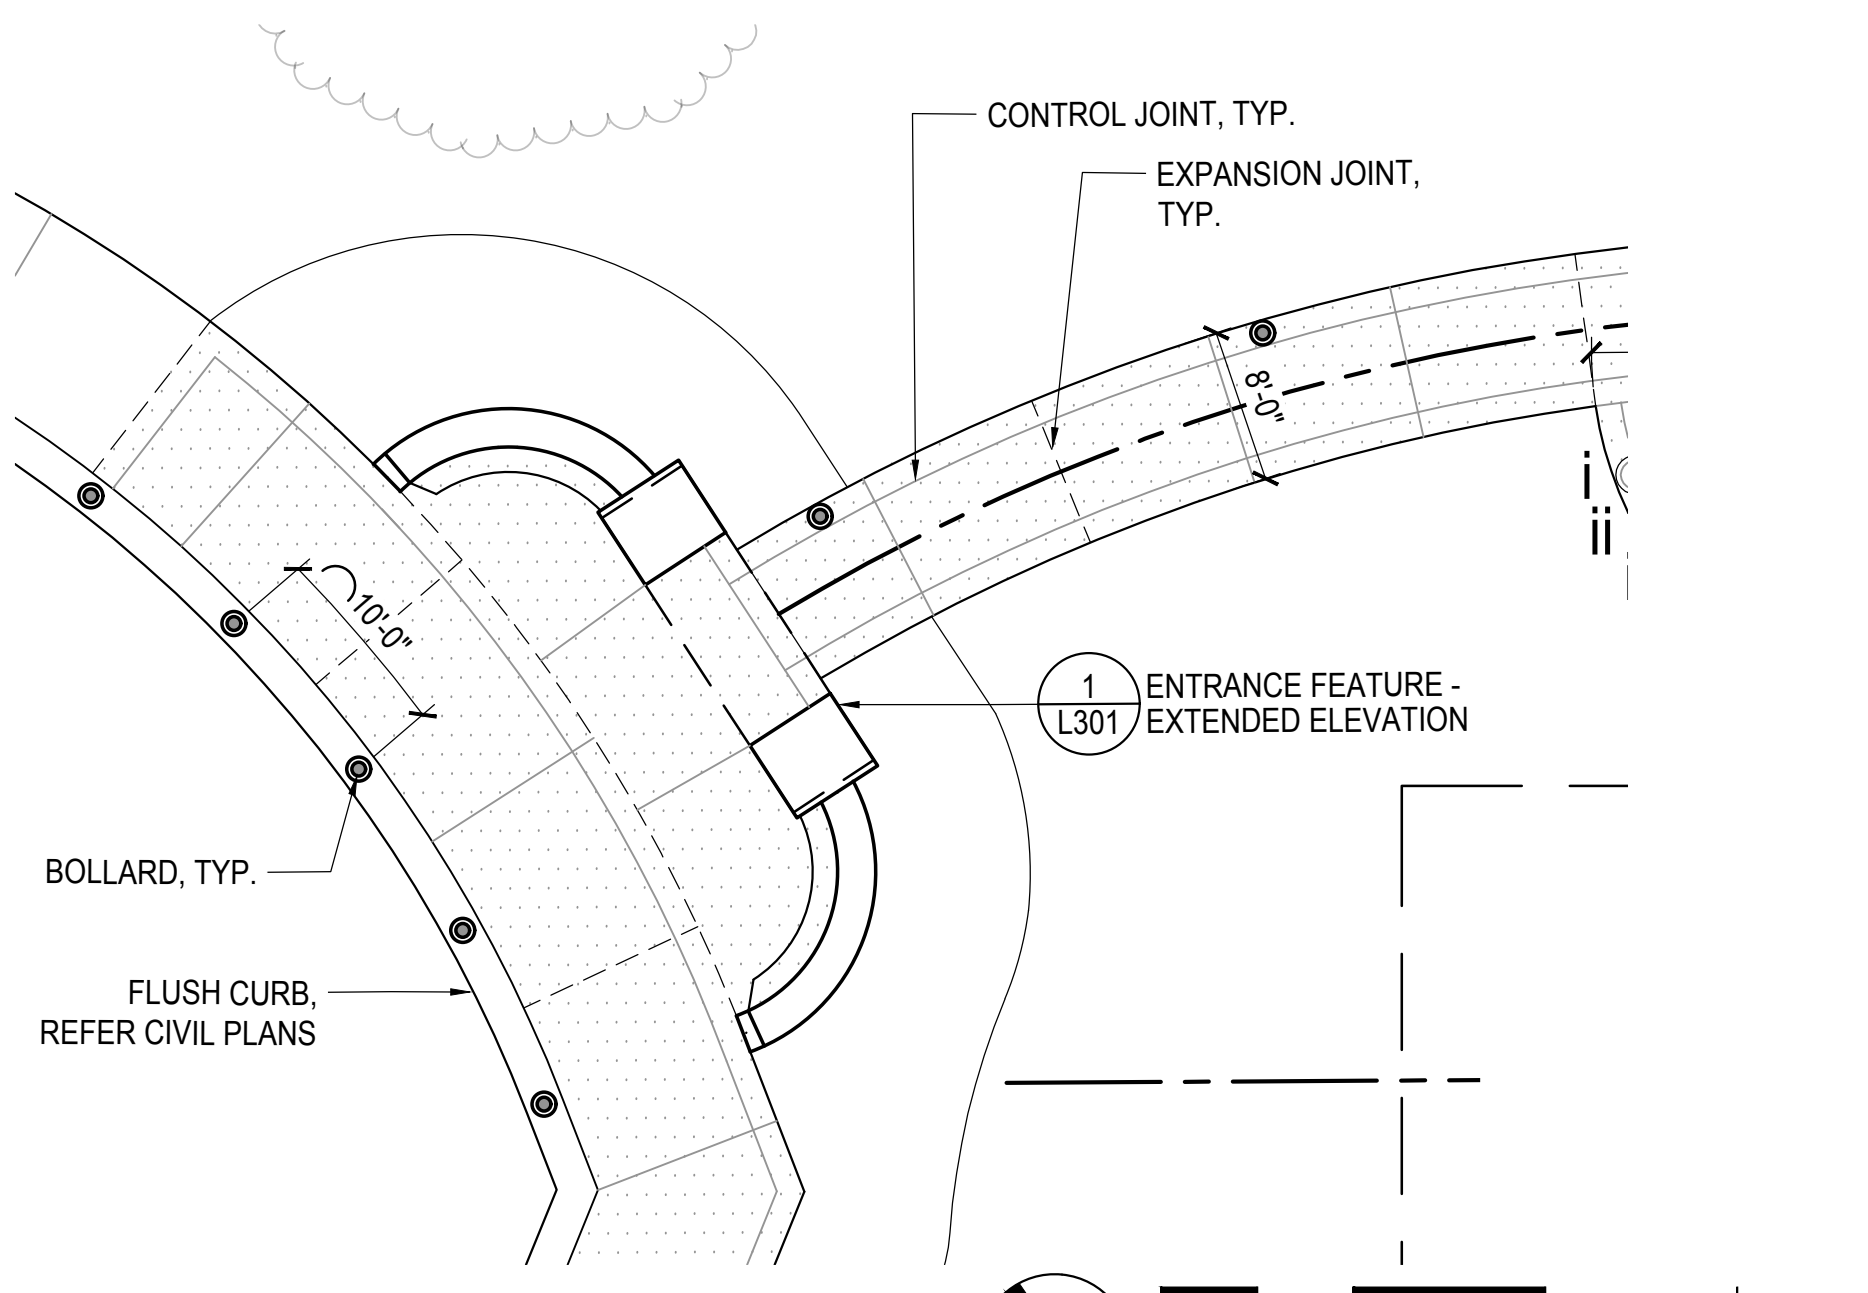 CONTROL JOINT, TYP.
EXPANSION JOINT,
TYP.
8'-0"
i
ii
10'-0"
1
L301
ENTRANCE FEATURE -
EXTENDED ELEVATION
BOLLARD, TYP.
FLUSH CURB,
REFER CIVIL PLANS